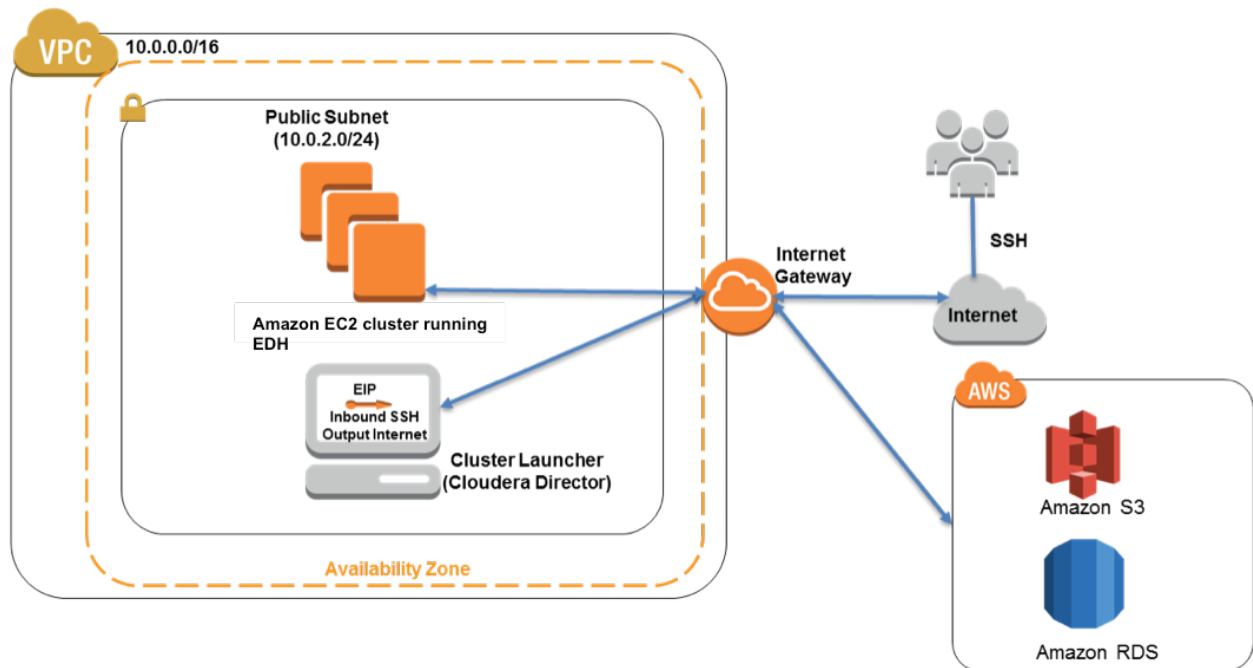 VPC
10.0.0.0/16
Public Subnet
(10.0.2.0/24)
Amazon EC2 cluster running
EDH
EIP
Inbound SSH
Output Internet
Cluster Launcher
(Cloudera Director)
Availability Zone
Internet
Gateway
SSH
Internet
AWS
Amazon S3
Amazon RDS